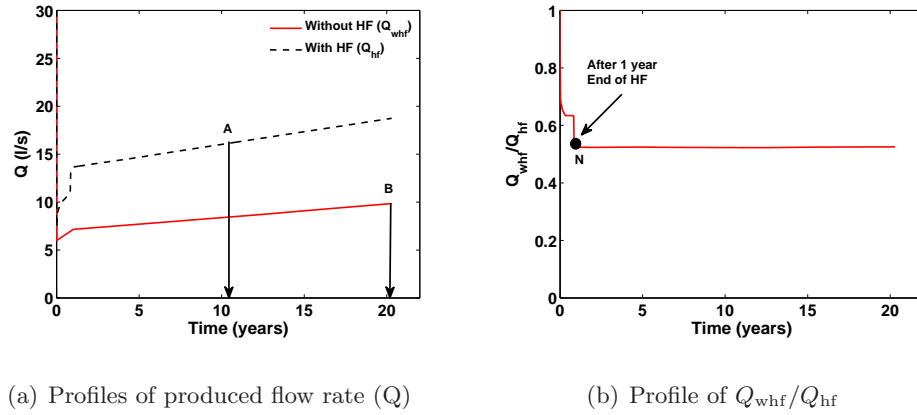 30
25
20
15
10
5
0
0 5 10 15 20
Q (l/s)
Time (years)
Without HF (Q_whf)
With HF (Q_hf)
A
B
1
0.8
0.6
0.4
0.2
0
0 5 10 15 20
Q_whf/Q_hf
Time (years)
After 1 year
End of HF
N
(a) Profiles of produced flow rate (Q)
(b) Profile of Q_whf/Q_hf